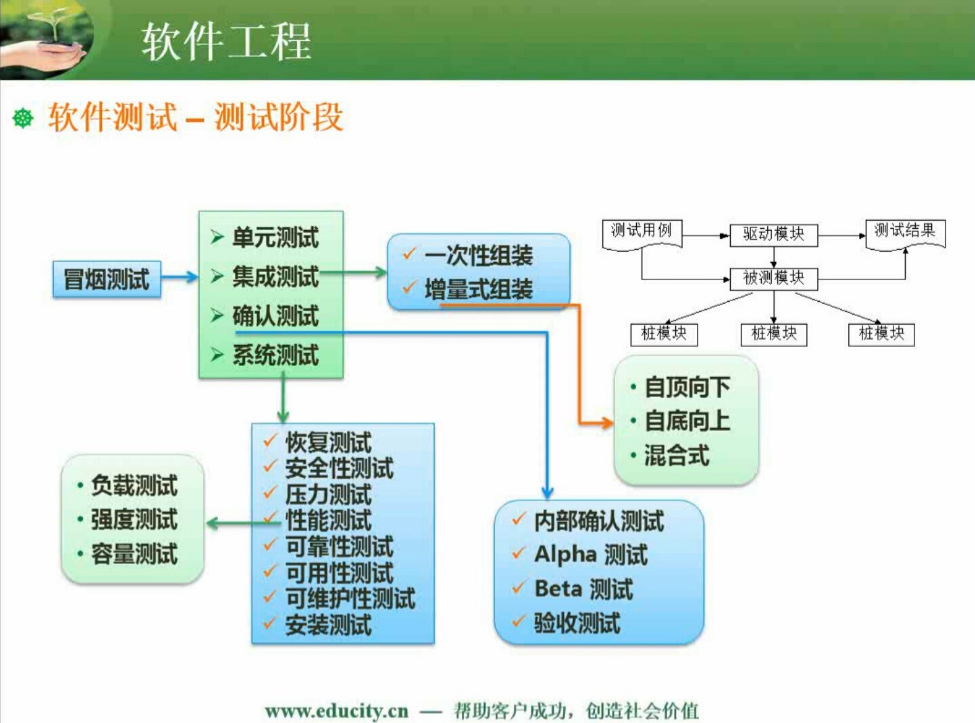 软件工程
软件测试 – 测试阶段
冒烟测试
单元测试
集成测试
确认测试
系统测试
一次性组装
增量式组装
测试用例
驱动模块
测试结果
被测模块
桩模块
桩模块
桩模块
自顶向下
自底向上
混合式
恢复测试
安全性测试
压力测试
性能测试
可靠性测试
可用性测试
可维护性测试
安装测试
负载测试
强度测试
容量测试
内部确认测试
Alpha 测试
Beta 测试
验收测试
www.educity.cn — 帮助客户成功，创造社会价值